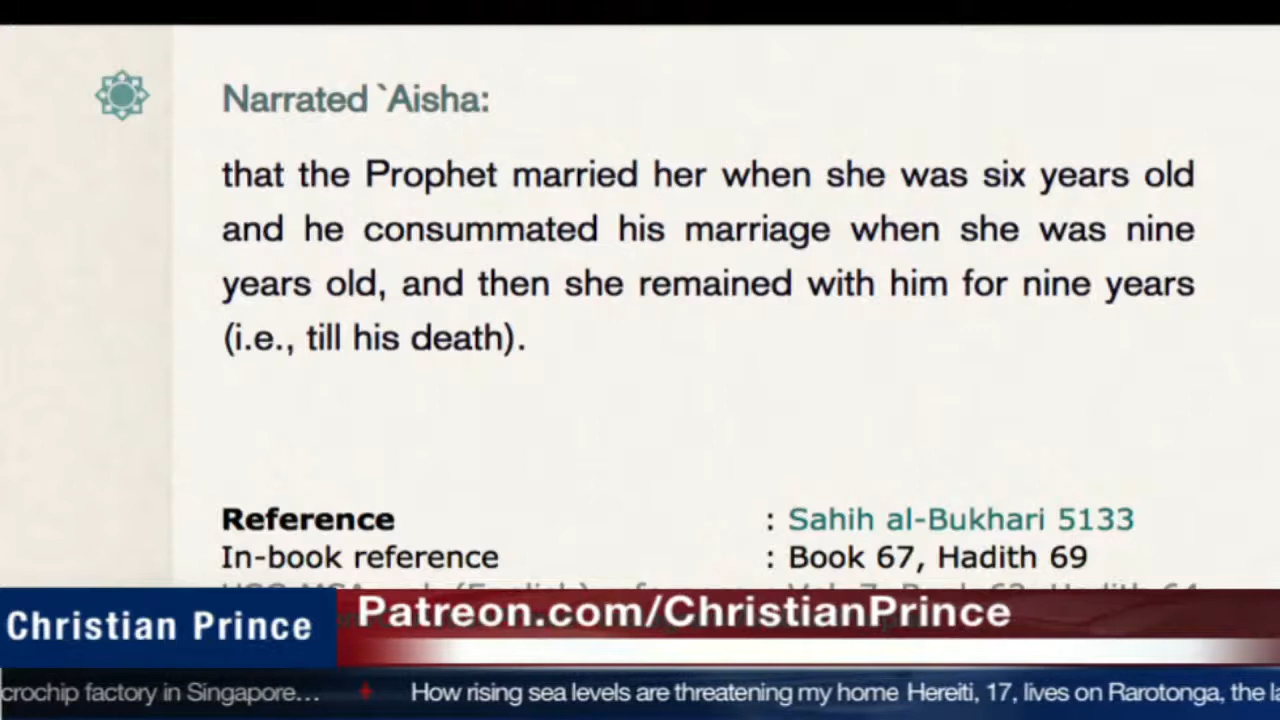 Narrated `Aisha:
that the Prophet married her when she was six years old
and he consummated his marriage when she was nine
years old, and then she remained with him for nine years
(i.e., till his death).
Reference : Sahih al-Bukhari 5133
In-book reference : Book 67, Hadith 69
Christian Prince
Patreon.com/ChristianPrince
crochip factory in Singapore... How rising sea levels are threatening my home Hereiti, 17, lives on Rarotonga, the la